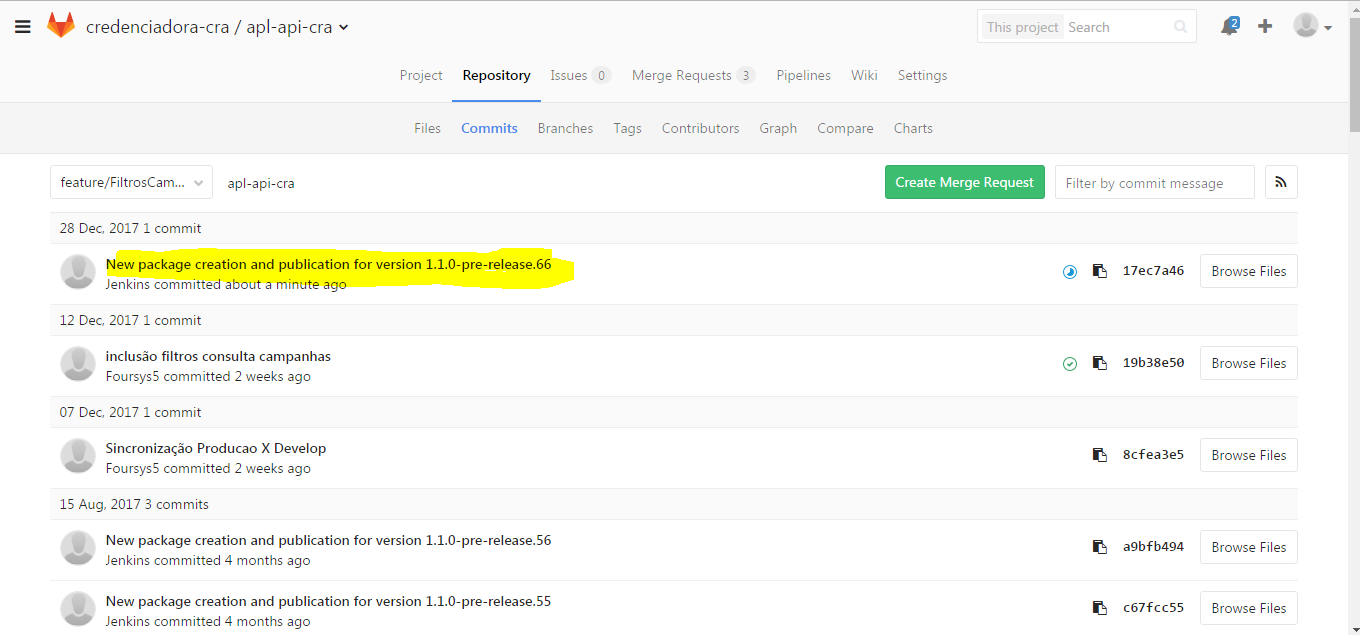 credenciadora-cra / apl-api-cra
This project Search
2
Project Repository Issues 0 Merge Requests 3 Pipelines Wiki Settings
Files Commits Branches Tags Contributors Graph Compare Charts
feature/FiltrosCam... apl-api-cra Create Merge Request Filter by commit message
28 Dec, 2017 1 commit
New package creation and publication for version 1.1.0-pre-release.66
Jenkins committed about a minute ago
17ec7a46 Browse Files
12 Dec, 2017 1 commit
inclusão filtros consulta campanhas
Foursys5 committed 2 weeks ago
19b38e50 Browse Files
07 Dec, 2017 1 commit
Sincronização Producao X Develop
Foursys5 committed 2 weeks ago
8cfea3e5 Browse Files
15 Aug, 2017 3 commits
New package creation and publication for version 1.1.0-pre-release.56
Jenkins committed 4 months ago
a9bfb494 Browse Files
New package creation and publication for version 1.1.0-pre-release.55
Jenkins committed 4 months ago
c67fcc55 Browse Files